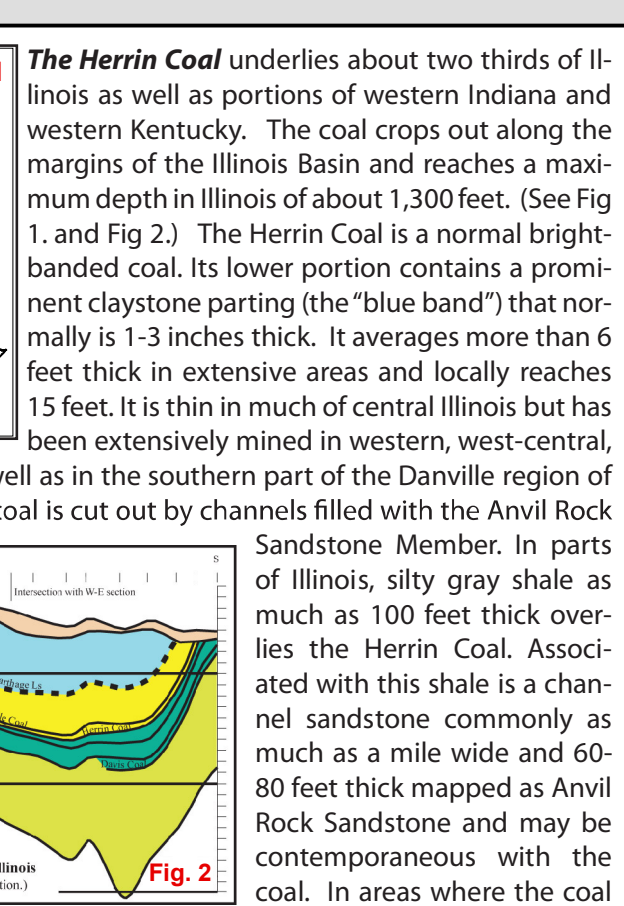 The Herrin Coal underlies about two thirds of Il-
linois as well as portions of western Indiana and
western Kentucky. The coal crops out along the
margins of the Illinois Basin and reaches a maxi-
mum depth in Illinois of about 1,300 feet. (See Fig
1. and Fig 2.) The Herrin Coal is a normal bright-
banded coal. Its lower portion contains a promi-
nent claystone parting (the "blue band") that nor-
mally is 1-3 inches thick. It averages more than 6
feet thick in extensive areas and locally reaches
15 feet. It is thin in much of central Illinois but has
been extensively mined in western, west-central,
well as in the southern part of the Danville region of
coal is cut out by channels filled with the Anvil Rock
Sandstone Member. In parts
of Illinois, silty gray shale as
much as 100 feet thick over-
lies the Herrin Coal. Associ-
ated with this shale is a chan-
nel sandstone commonly as
much as a mile wide and 60-
80 feet thick mapped as Anvil
Rock Sandstone and may be
contemporaneous with the
coal. In areas where the coal
S
Intersection with W-E section
arthage Ls
le Coal
Herrin Coal
Davis Coal
llinois
tion.)
Fig. 2